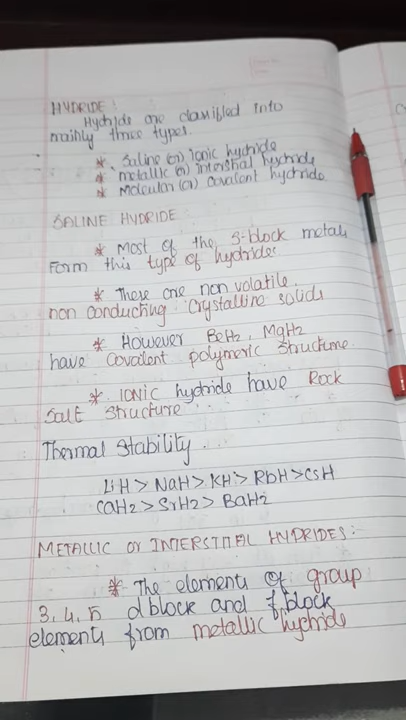 HYDRIDE:
Hydride are classified into
mainly three types.
* Saline (or) ionic hydride
* metallic (or) interstial hydride
* Molecular (or) covalent hydride
SALINE HYDRIDE
* Most of the s-block metals
Form this type of hydrides
* These are non volatile,
non conducting crystalline solids
* However BeH2, MgH2
have covalent polymeric structure.
* IONIC hydride have Rock
Salt structure
Thermal Stability.
LiH > NaH > KH > RbH > CsH
CaH2 > SrH2 > BaH2
METALLIC or INTERSTITIAL HYDRIDES:-
* The elements of group
3, 4, 5 d block and f block
elements from metallic hydride